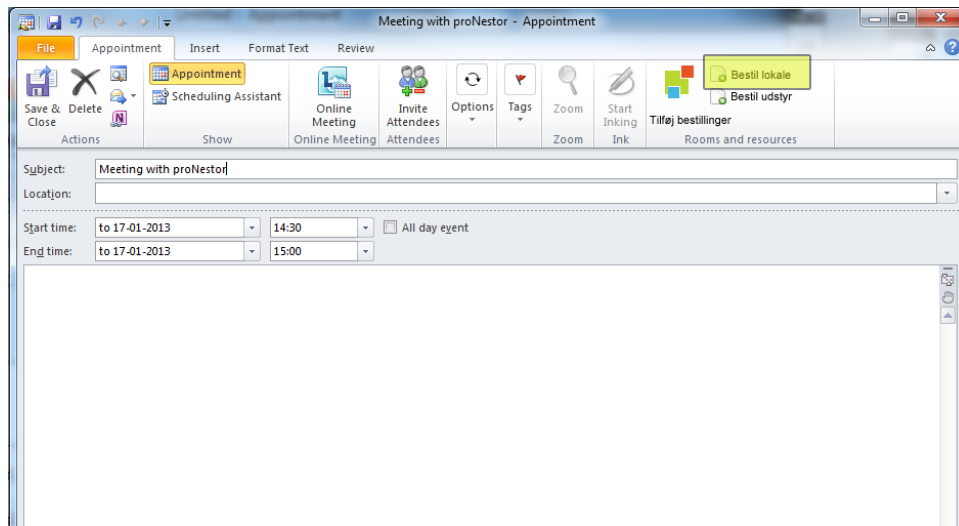 Meeting with proNestor - Appointment
File Appointment Insert Format Text Review
Save & Close
Delete
Actions
Appointment
Scheduling Assistant
Show
Online Meeting
Online Meeting
Invite Attendees
Attendees
Options
Tags
Zoom
Zoom
Start Inking
Ink
Tilføj bestillinger
Bestil lokale
Bestil udstyr
Rooms and resources
Subject: Meeting with proNestor
Location:
Start time: to 17-01-2013 14:30 All day event
End time: to 17-01-2013 15:00